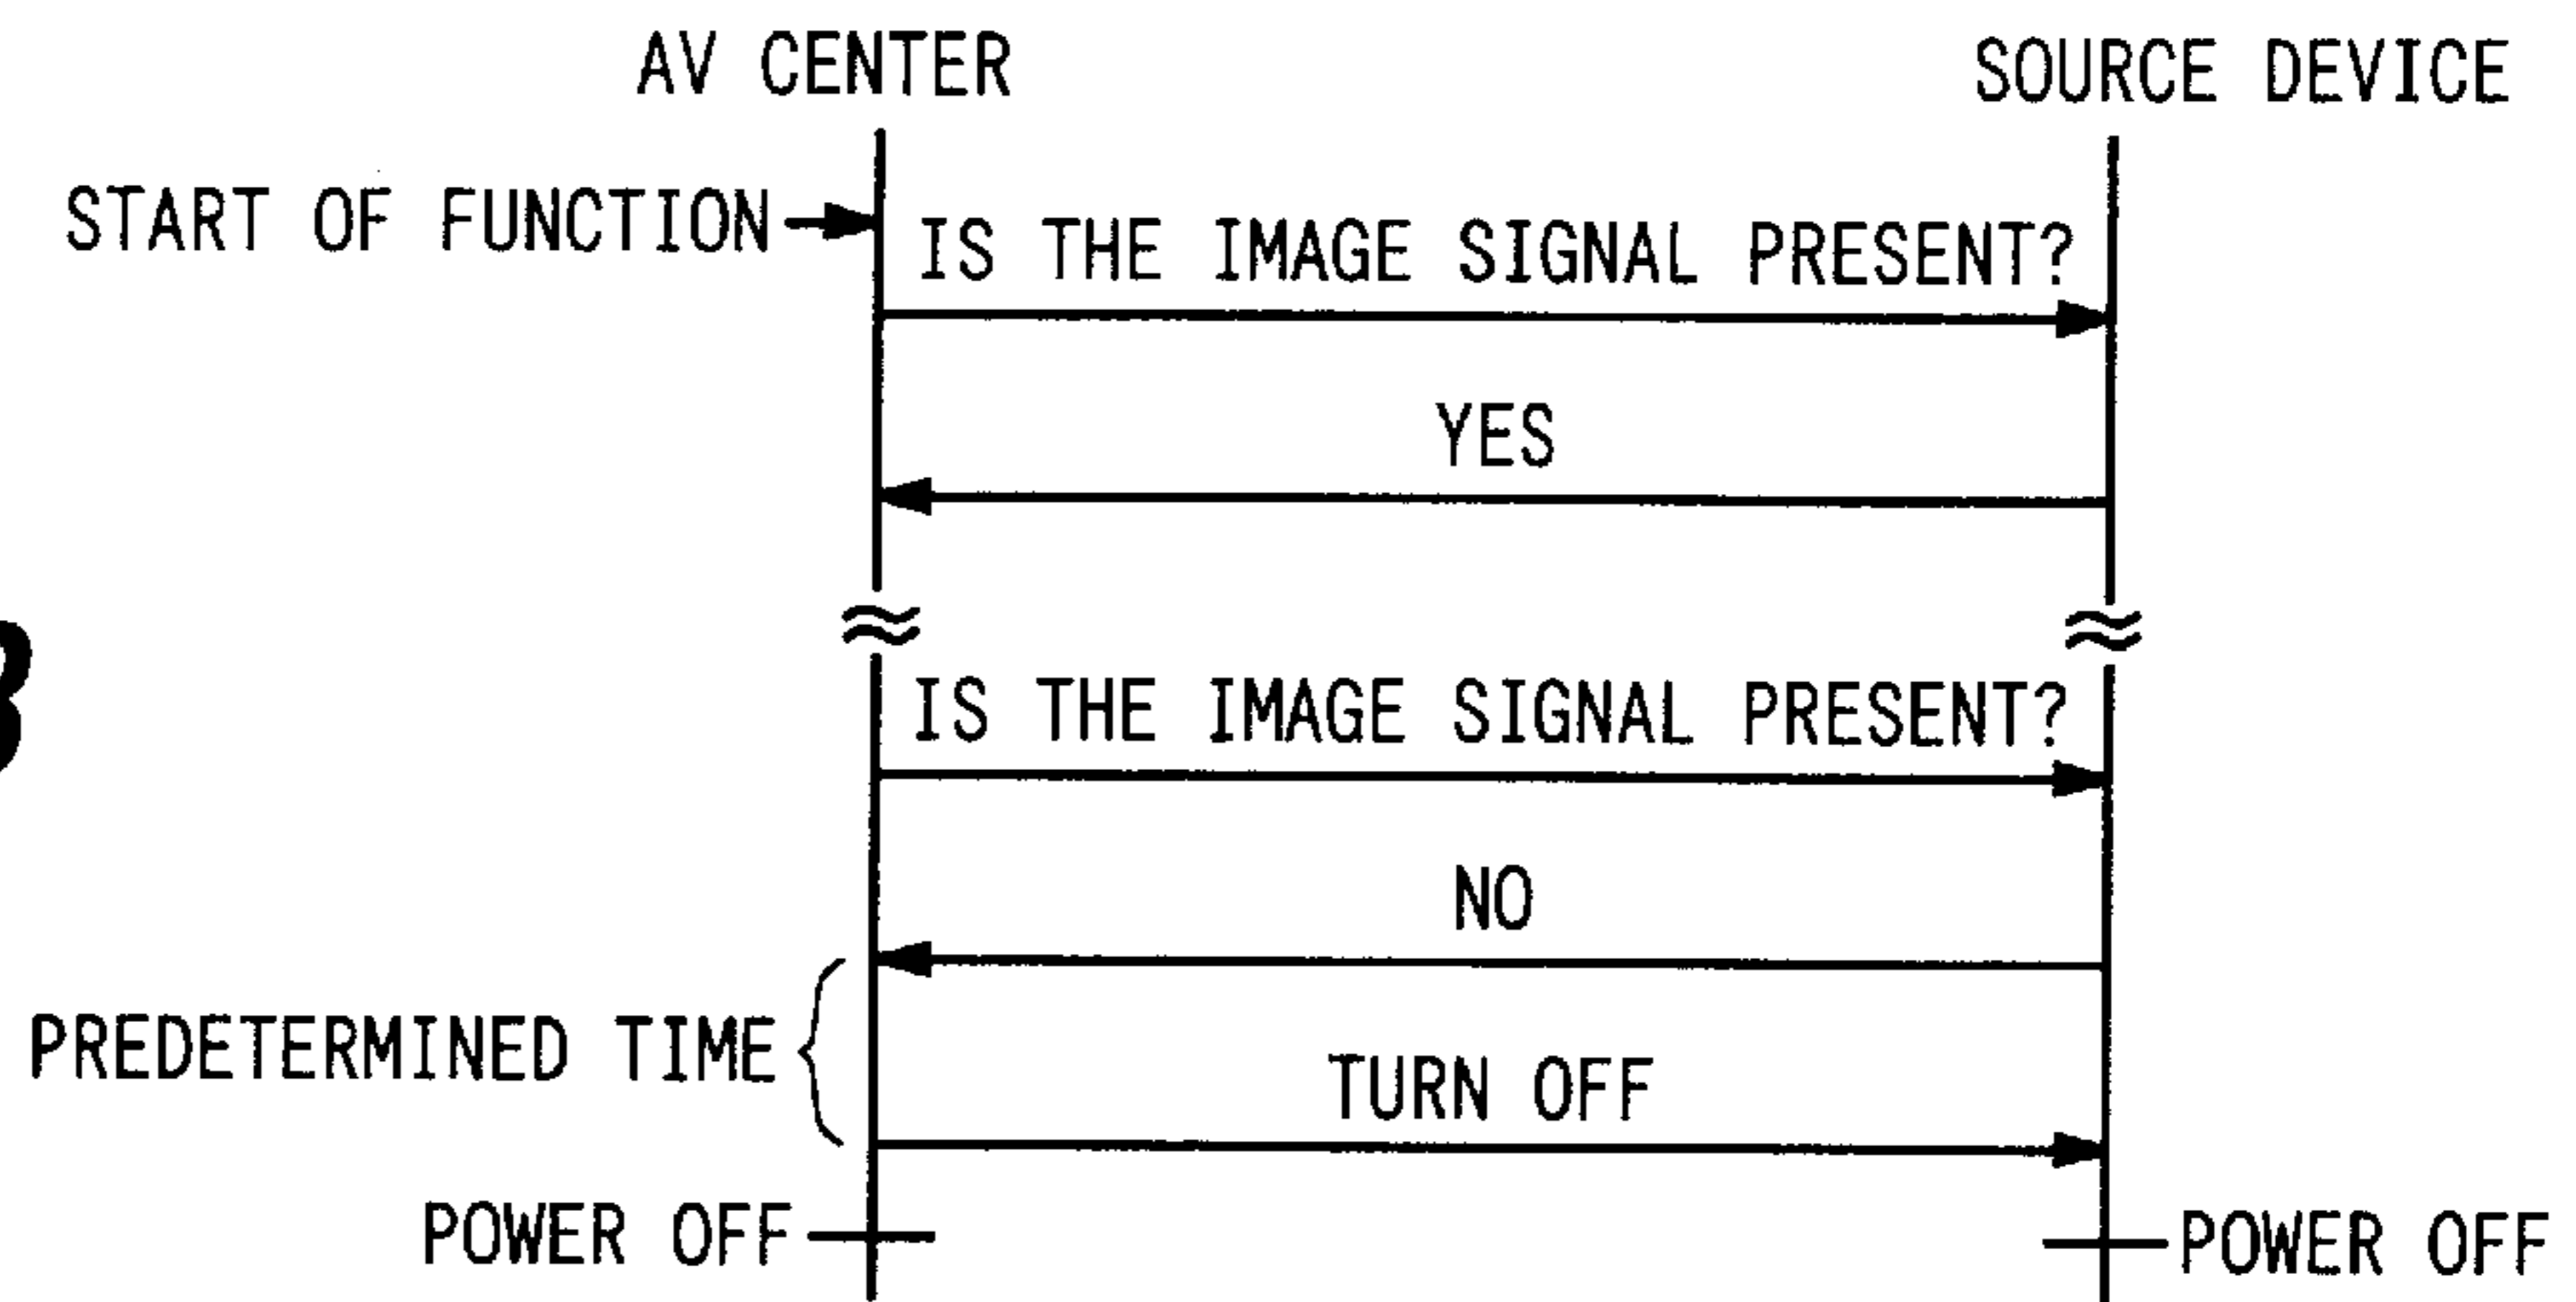 AV CENTER
SOURCE DEVICE
START OF FUNCTION
IS THE IMAGE SIGNAL PRESENT?
YES
IS THE IMAGE SIGNAL PRESENT?
NO
PREDETERMINED TIME
TURN OFF
POWER OFF
POWER OFF